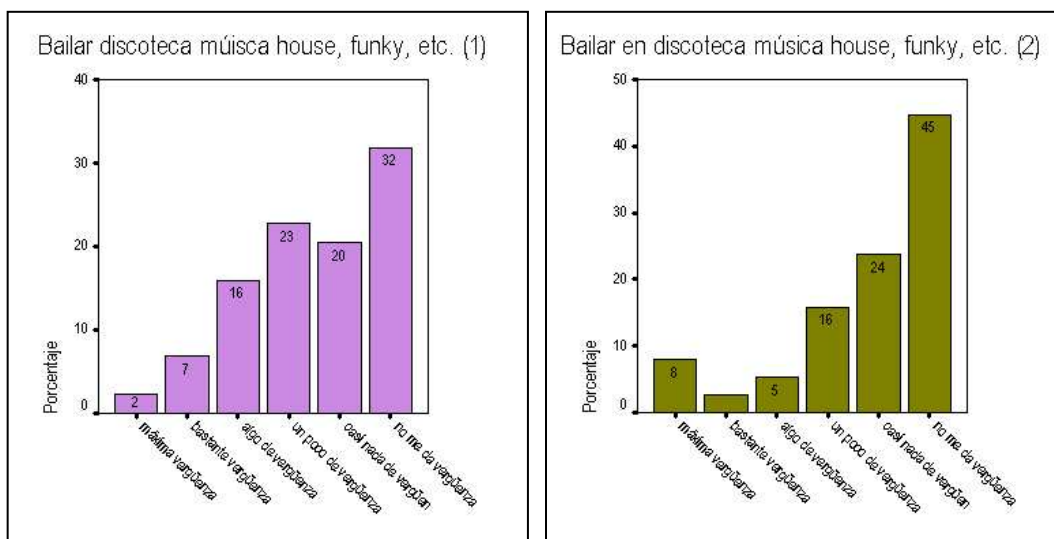 Bailar discoteca múisca house, funky, etc. (1)
40
30
20
10
0
Porcentaje
2
7
16
23
20
32
máxima vergüenza
bastante vergüenza
algo de vergüenza
un poco de vergüenza
casi nada de vergüen
no me da vergüenza
Bailar en discoteca música house, funky, etc. (2)
50
40
30
20
10
0
Porcentaje
8
5
16
24
45
máxima vergüenza
bastante vergüenza
algo de vergüenza
un poco de vergüenza
casi nada de vergüen
no me da vergüenza